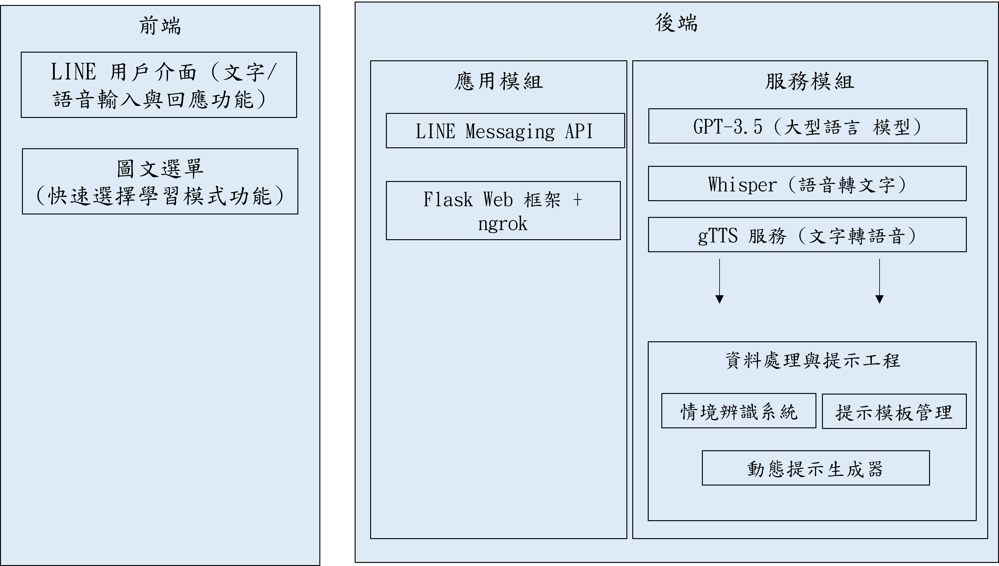 前端
LINE 用戶介面（文字/
語音輸入與回應功能）
圖文選單
（快速選擇學習模式功能）
後端
應用模組
LINE Messaging API
Flask Web 框架 +
ngrok
服務模組
GPT-3.5（大型語言 模型）
Whisper（語音轉文字）
gTTS 服務（文字轉語音）
資料處理與提示工程
情境辨識系統
提示模板管理
動態提示生成器